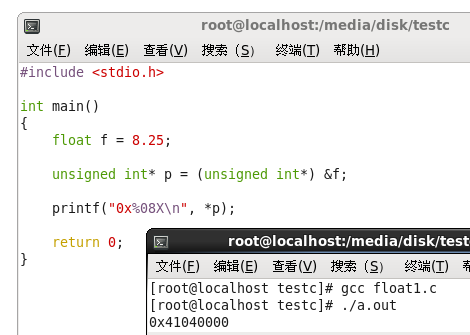 root@localhost:/media/disk/testc
文件(F) 编辑(E) 查看(V) 搜索 (S) 终端(T) 帮助(H)
#include <stdio.h>
int main()
{
float f = 8.25;
unsigned int* p = (unsigned int*) &f;
printf("0x%08X\n", *p);
return 0;
}
root@localhost:/media/disk/test
文件(F) 编辑(E) 查看(V) 搜索 (S) 终端(T)
[root@localhost testc]# gcc float1.c
[root@localhost testc]# ./a.out
0x41040000